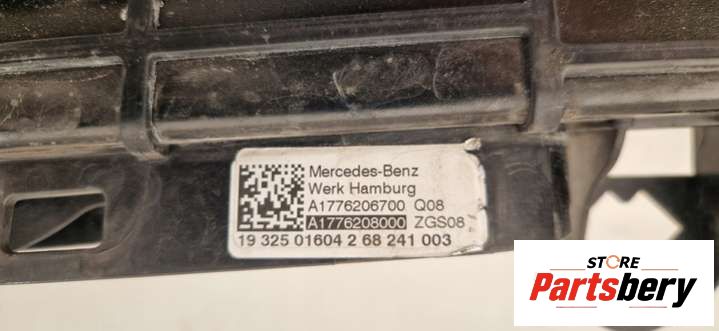 Mercedes-Benz
Werk Hamburg
A1776206700 Q08
A1776208000 ZGS08
19 325 01604 2 68 241 003
STORE
Partsbery